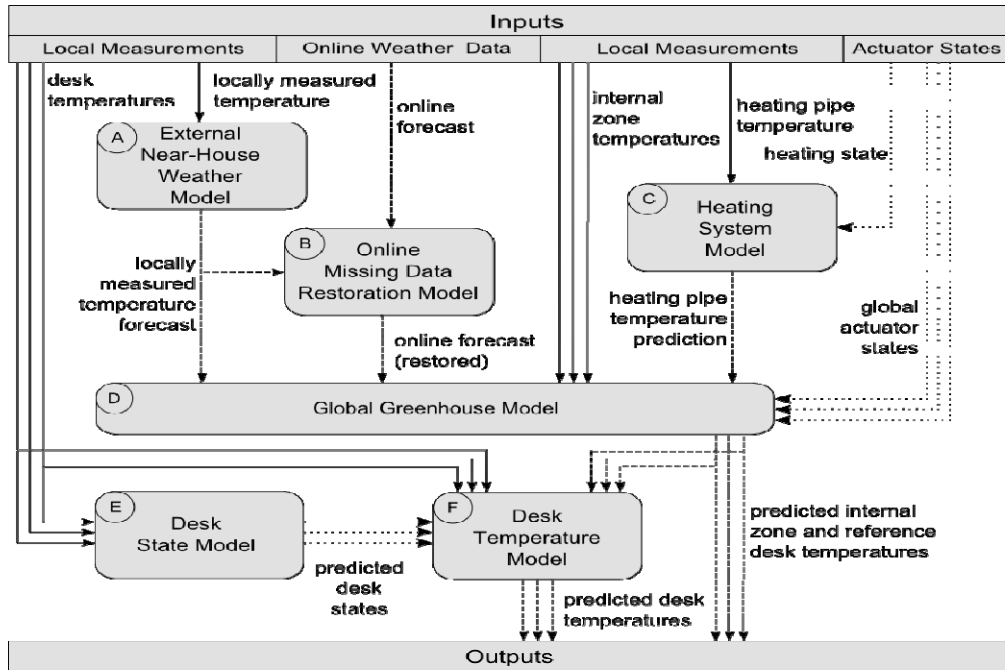 Inputs
Local Measurements
Online Weather Data
Local Measurements
Actuator States
desk
temperatures
locally measured
temperature
online
forecast
internal
zone
temperatures
heating pipe
temperature
heating state
A
External
Near-House
Weather
Model
B
Online
Missing Data
Restoration Model
C
Heating
System
Model
locally
measured
temperature
forecast
online forecast
(restored)
heating pipe
temperature
prediction
global
actuator
states
D
Global Greenhouse Model
E
Desk
State Model
predicted
desk
states
F
Desk
Temperature
Model
predicted internal
zone and reference
desk temperatures
predicted desk
temperatures
Outputs